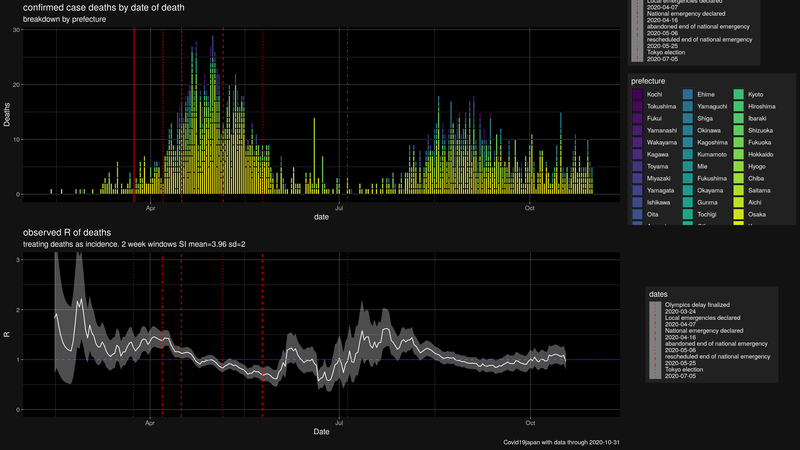 confirmed case deaths by date of death
breakdown by prefecture
30
20
10
0
Deaths
Apr
Jul
Oct
date
Local emergencies declared
2020-04-07
National emergency declared
2020-04-16
abandoned end of national emergency
2020-05-06
rescheduled end of national emergency
2020-05-25
Tokyo election
2020-07-05
prefecture
Kochi Ehime Kyoto
Tokushima Yamaguchi Hiroshima
Fukui Shiga Ibaraki
Yamanashi Okinawa Shizuoka
Wakayama Kagoshima Fukuoka
Kagawa Kumamoto Hokkaido
Toyama Mie Hyogo
Miyazaki Fukushima Chiba
Yamagata Okayama Saitama
Ishikawa Gunma Aichi
Oita Tochigi Osaka
observed R of deaths
treating deaths as incidence. 2 week windows SI mean=3.96 sd=2
3
2
1
0
R
Apr
Jul
Oct
Date
dates
Olympics delay finalized
2020-03-24
Local emergencies declared
2020-04-07
National emergency declared
2020-04-16
abandoned end of national emergency
2020-05-06
rescheduled end of national emergency
2020-05-25
Tokyo election
2020-07-05
Covid19japan with data through 2020-10-31